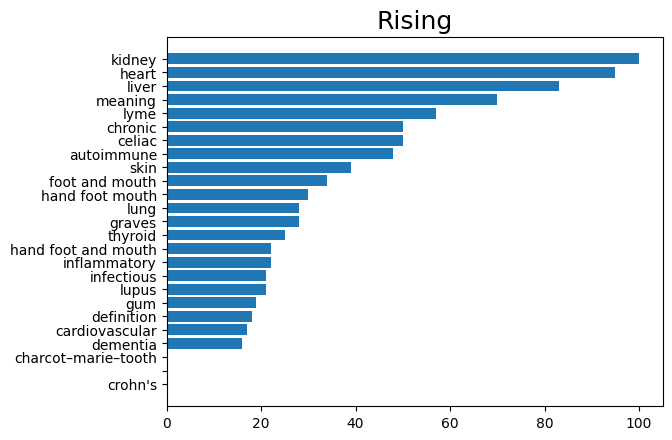 Rising
kidney
heart
liver
meaning
lyme
chronic
celiac
autoimmune
skin
foot and mouth
hand foot mouth
lung
graves
thyroid
hand foot and mouth
inflammatory
infectious
lupus
gum
definition
cardiovascular
dementia
charcot–marie–tooth
crohn's
0 20 40 60 80 100